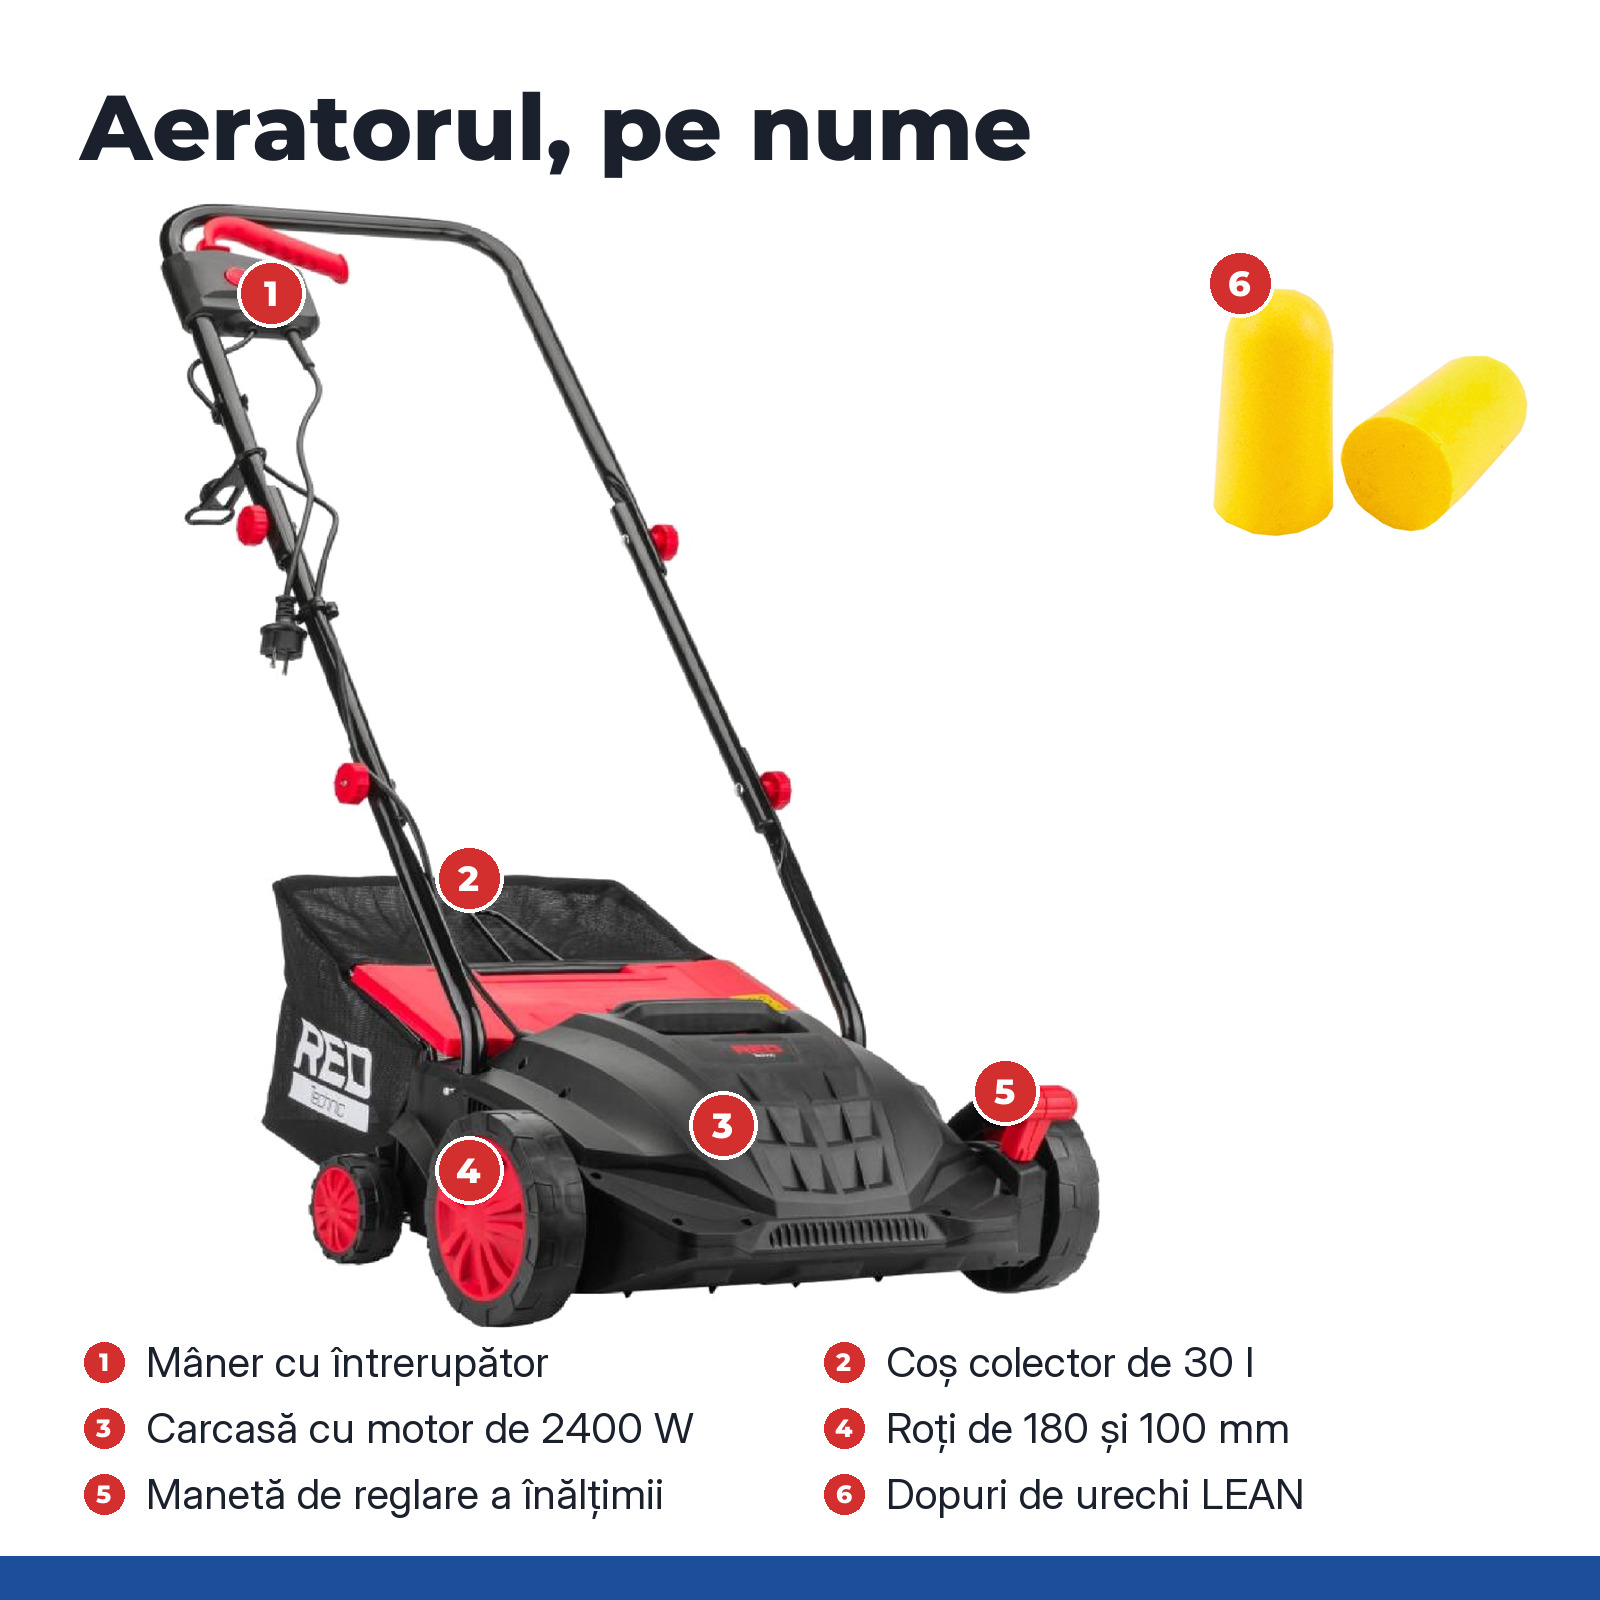 Aeratorul, pe nume
1
6
2
RED
Technic
RED
3
4
5
1 Mâner cu întrerupător
2 Coș colector de 30 l
3 Carcasă cu motor de 2400 W
4 Roți de 180 și 100 mm
5 Manetă de reglare a înălțimii
6 Dopuri de urechi LEAN